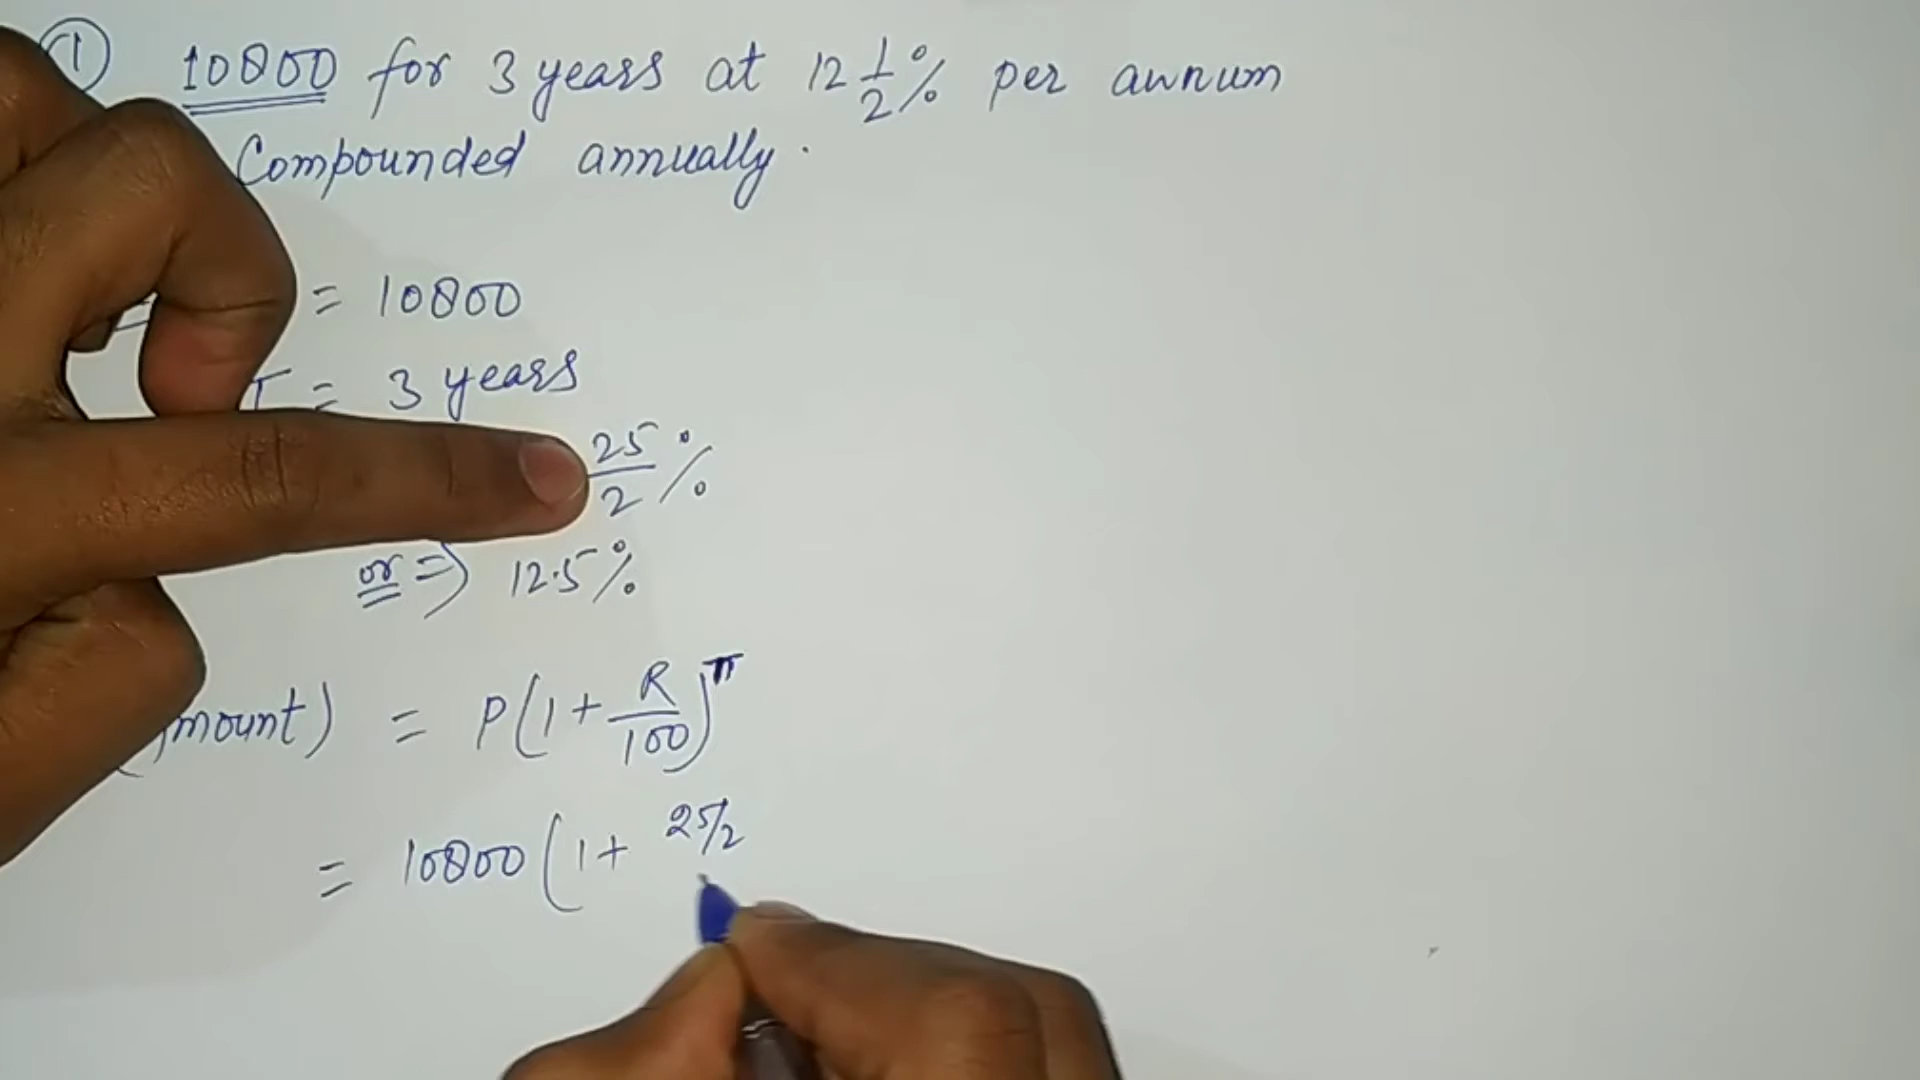 ① 10800 for 3 years at 12 1/2 % per annum
Compounded annually.
= 10800
T = 3 years
25/2 %
or => 12.5%
mount) = P(1 + R/100)^n
= 10800 (1 + 25/2